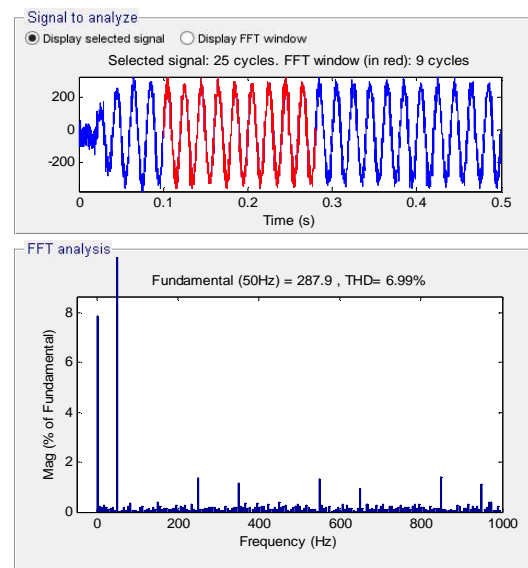 Signal to analyze
Display selected signal Display FFT window
Selected signal: 25 cycles. FFT window (in red): 9 cycles
200
0
-200
0 0.1 0.2 0.3 0.4 0.5
Time (s)
FFT analysis
Fundamental (50Hz) = 287.9 , THD= 6.99%
8
6
4
2
0
Mag (% of Fundamental)
0 200 400 600 800 1000
Frequency (Hz)